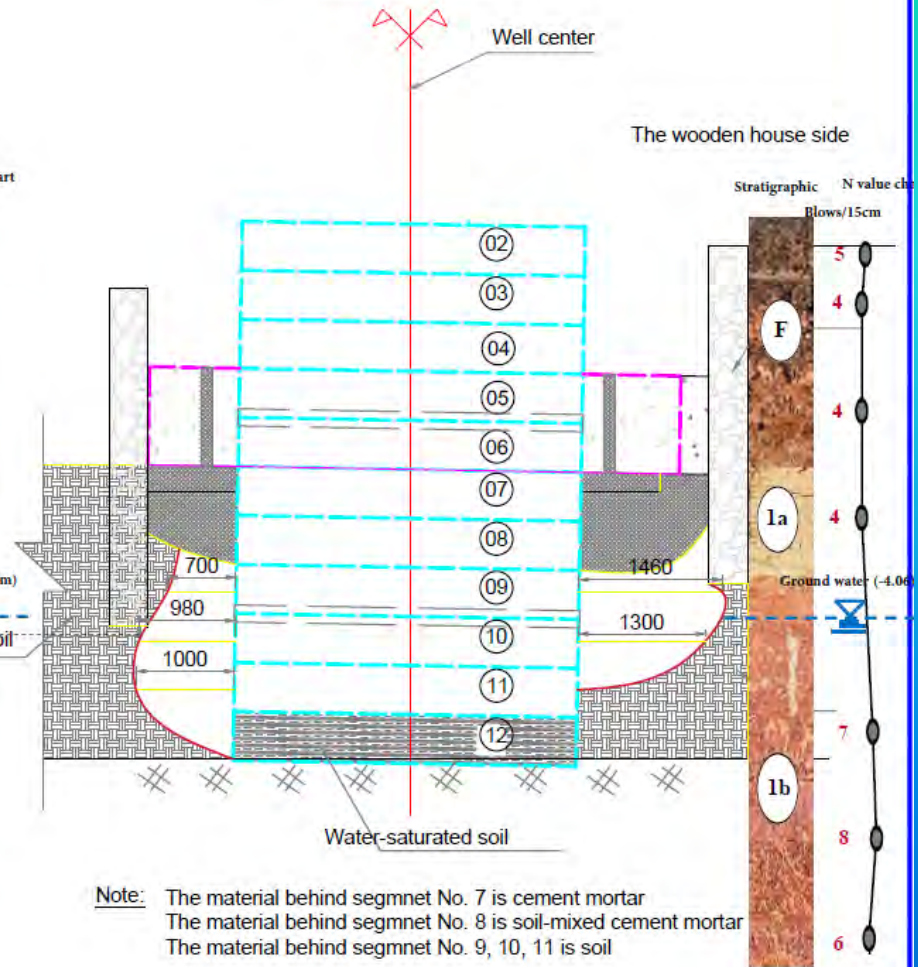 Well center
The wooden house side
art
Stratigraphic N value cha
Blows/15cm
02
5
03
4
F
04
05
4
06
07
1a
4
08
700
1460
09
m)
Ground water (-4.06
980
1300
10
oil
1000
11
12
7
1b
Water-saturated soil
8
Note: The material behind segmnet No. 7 is cement mortar
The material behind segmnet No. 8 is soil-mixed cement mortar
The material behind segmnet No. 9, 10, 11 is soil
6